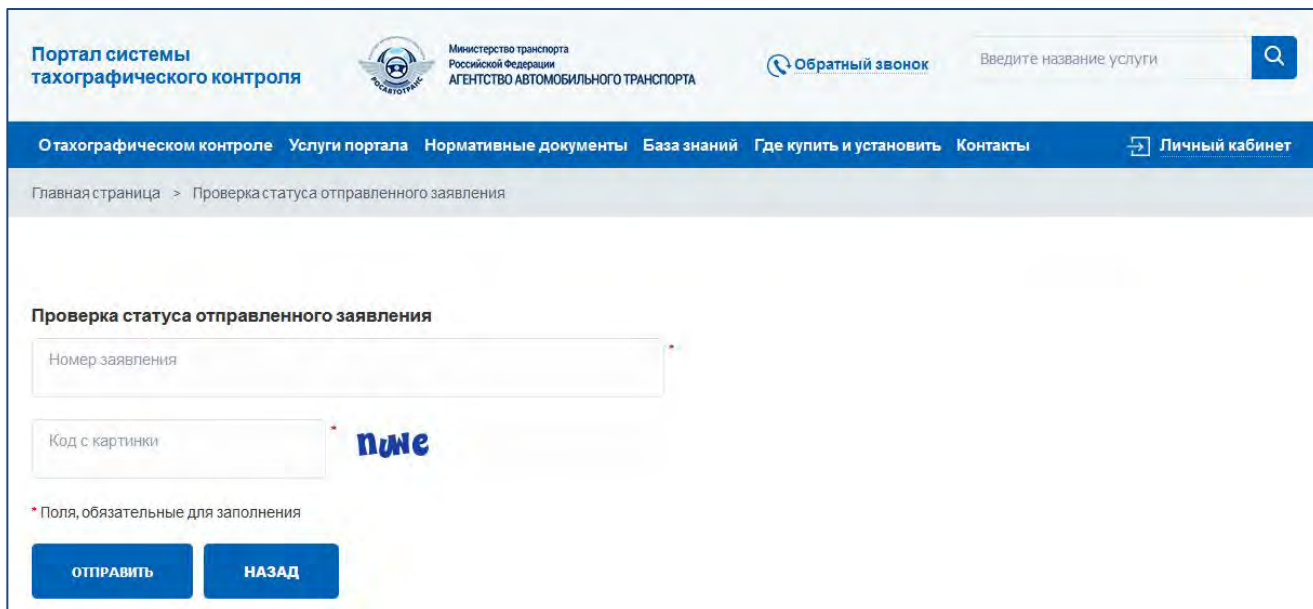 Портал системы
тахографического контроля
РОСАВТОТРАНС
Министерство транспорта
Российской Федерации
АГЕНТСТВО АВТОМОБИЛЬНОГО ТРАНСПОРТА
Обратный звонок
Введите название услуги
О тахографическом контроле Услуги портала Нормативные документы База знаний Где купить и установить Контакты Личный кабинет
Главная страница > Проверка статуса отправленного заявления
Проверка статуса отправленного заявления
Номер заявления *
Код с картинки *
* Поля, обязательные для заполнения
ОТПРАВИТЬ НАЗАД